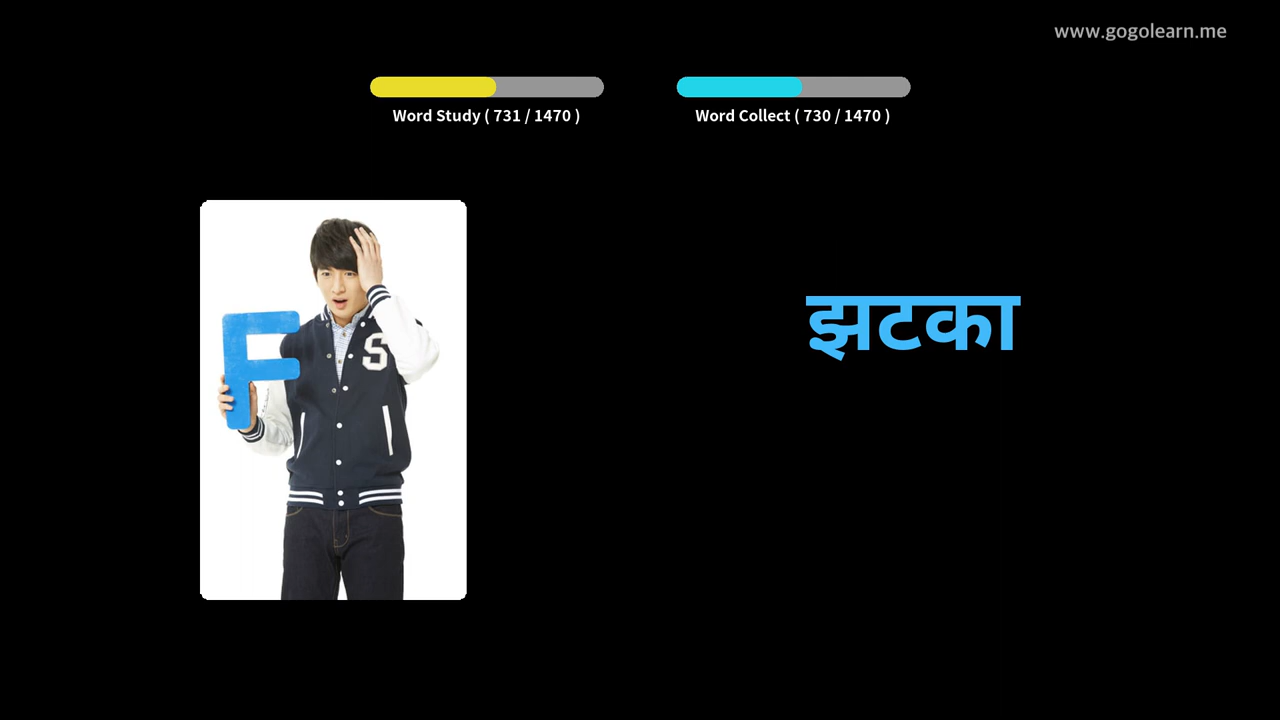 www.gogolearn.me
Word Study ( 731 / 1470 )
Word Collect ( 730 / 1470 )
F
S
झटका